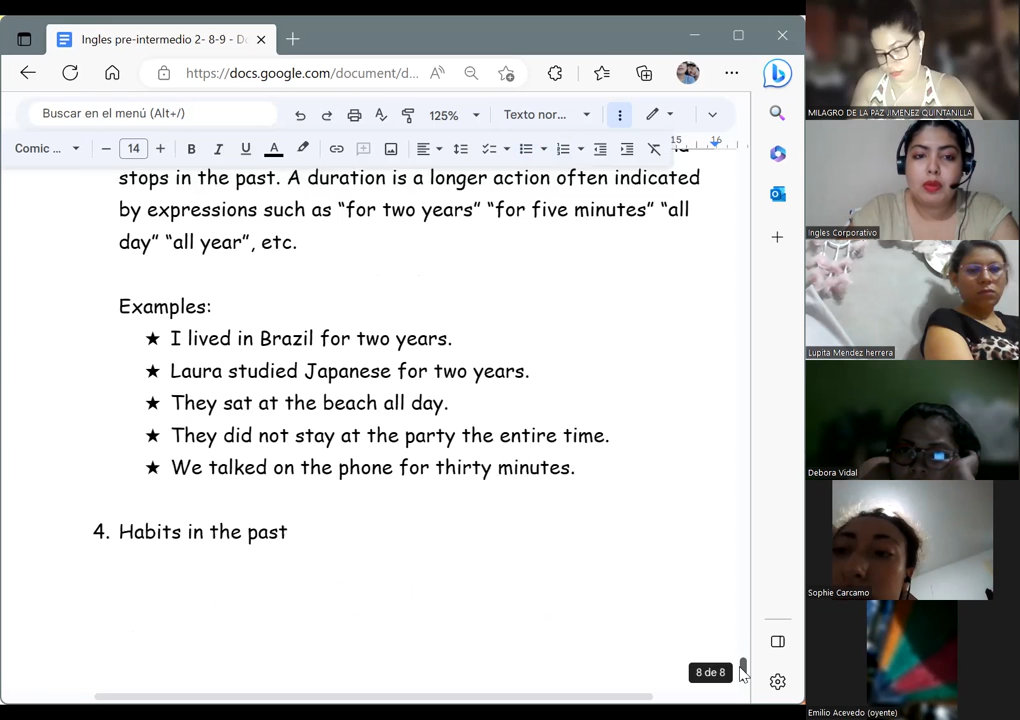 Ingles pre-intermedio 2- 8-9 - D
https://docs.google.com/document/d...
Buscar en el menú (Alt+/)
125%
Texto nor...
Comic ...
14
B I U A
15
16
stops in the past. A duration is a longer action often indicated
by expressions such as “for two years” “for five minutes” “all
day” “all year”, etc.
Examples:
★ I lived in Brazil for two years.
★ Laura studied Japanese for two years.
★ They sat at the beach all day.
★ They did not stay at the party the entire time.
★ We talked on the phone for thirty minutes.
4. Habits in the past
8 de 8
MILAGRO DE LA PAZ JIMENEZ QUINTANILLA
Ingles Corporativo
Lupita Mendez herrera
Debora Vidal
Sophie Carcamo
Emilio Acevedo (oyente)